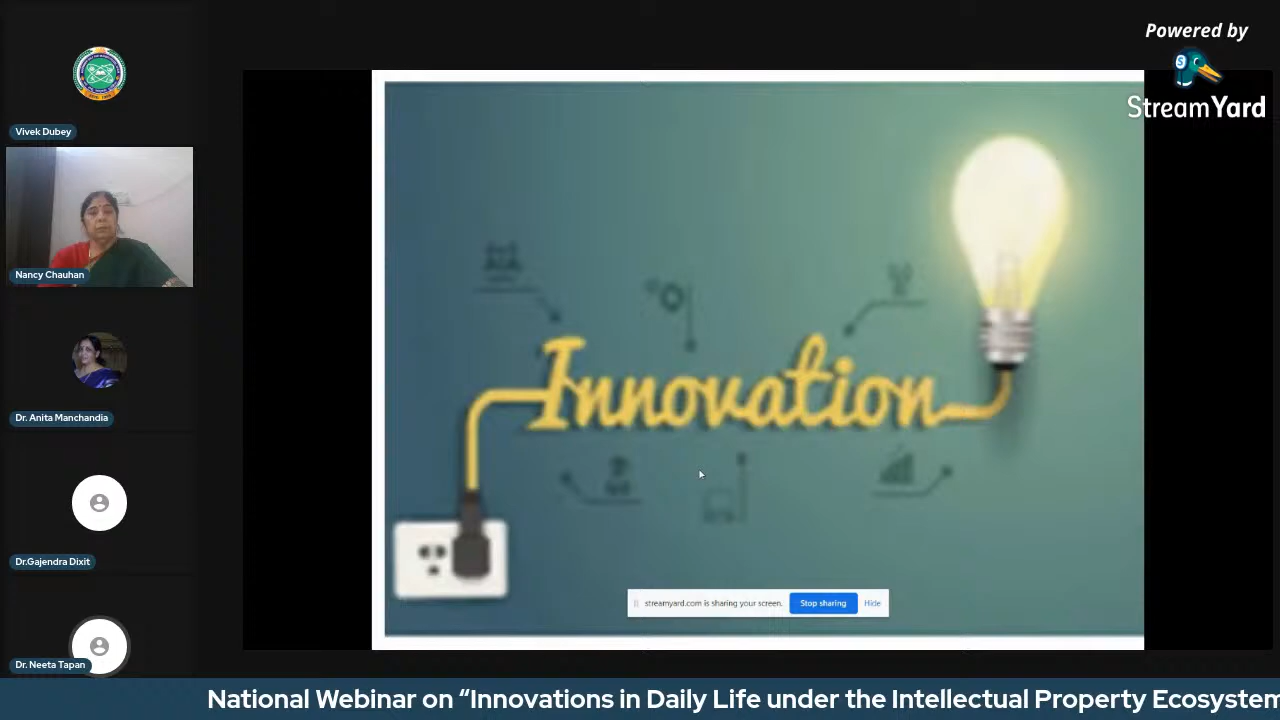 Powered by
StreamYard
Vivek Dubey
Nancy Chauhan
Dr. Anita Manchandia
Dr.Gajendra Dixit
Dr. Neeta Tapan
Innovation
streamyard.com is sharing your screen.
Stop sharing
Hide
National Webinar on “Innovations in Daily Life under the Intellectual Property Ecosystem